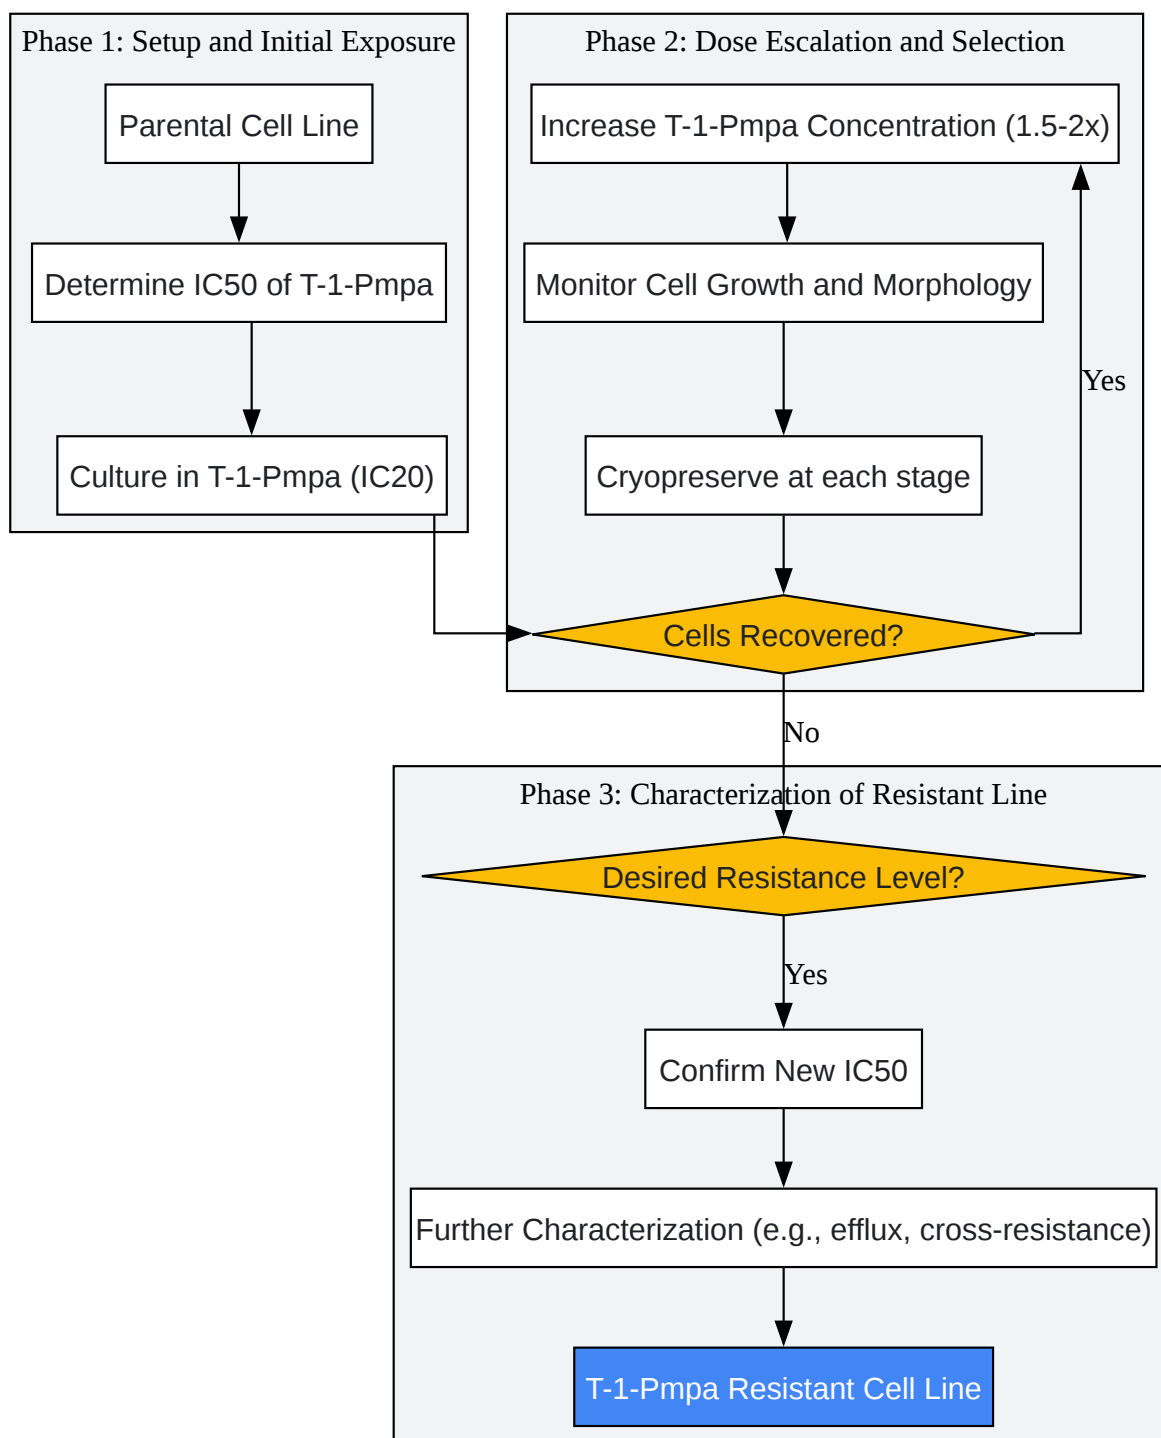 Phase 1: Setup and Initial Exposure
Parental Cell Line
Determine IC50 of T-1-Pmpa
Culture in T-1-Pmpa (IC20)
Phase 2: Dose Escalation and Selection
Increase T-1-Pmpa Concentration (1.5-2x)
Monitor Cell Growth and Morphology
Yes
Cryopreserve at each stage
Cells Recovered?
No
Phase 3: Characterization of Resistant Line
Desired Resistance Level?
Yes
Confirm New IC50
Further Characterization (e.g., efflux, cross-resistance)
T-1-Pmpa Resistant Cell Line